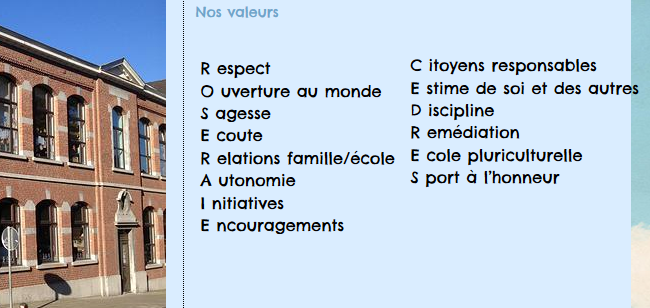 Nos valeurs
R espect
O uverture au monde
S agesse
E coute
R elations famille/école
A utonomie
I nitiatives
E ncouragements
C itoyens responsables
E stime de soi et des autres
D iscipline
R emédiation
E cole pluriculturelle
S port à l'honneur